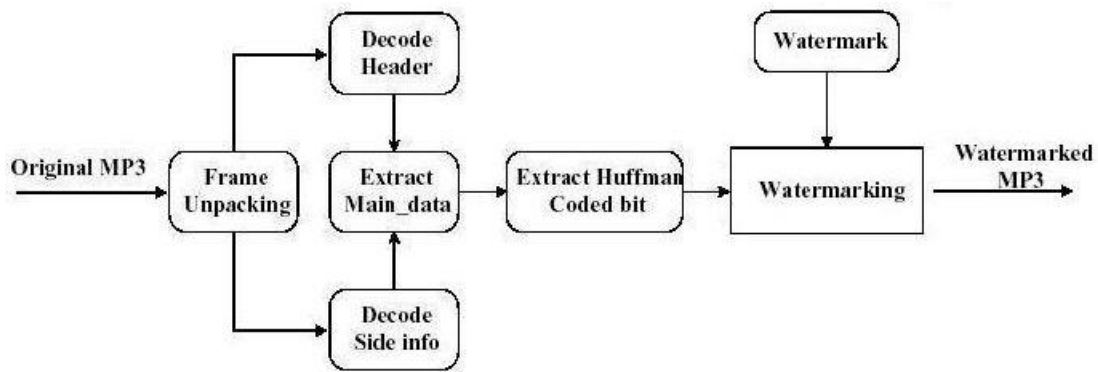 Decode
Header
Watermark
Original MP3
Frame
Unpacking
Extract
Main_data
Extract Huffman
Coded bit
Watermarking
Watermarked
MP3
Decode
Side info